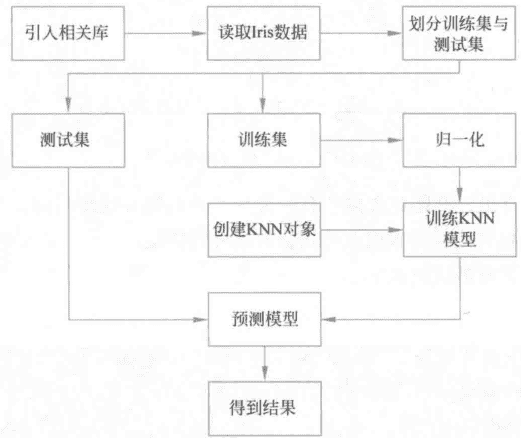 引入相关库
读取Iris数据
划分训练集与
测试集
测试集
训练集
归一化
创建KNN对象
训练KNN
模型
预测模型
得到结果